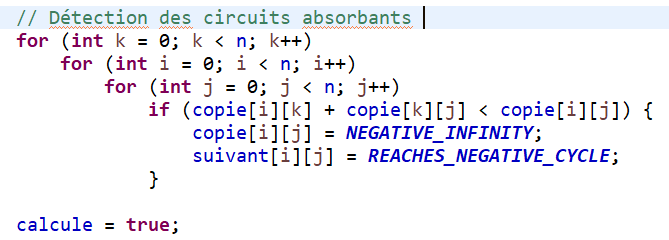 // Détection des circuits absorbants
for (int k = 0; k < n; k++)
    for (int i = 0; i < n; i++)
        for (int j = 0; j < n; j++)
            if (copie[i][k] + copie[k][j] < copie[i][j]) {
                copie[i][j] = NEGATIVE_INFINITY;
                suivant[i][j] = REACHES_NEGATIVE_CYCLE;
            }
calcule = true;